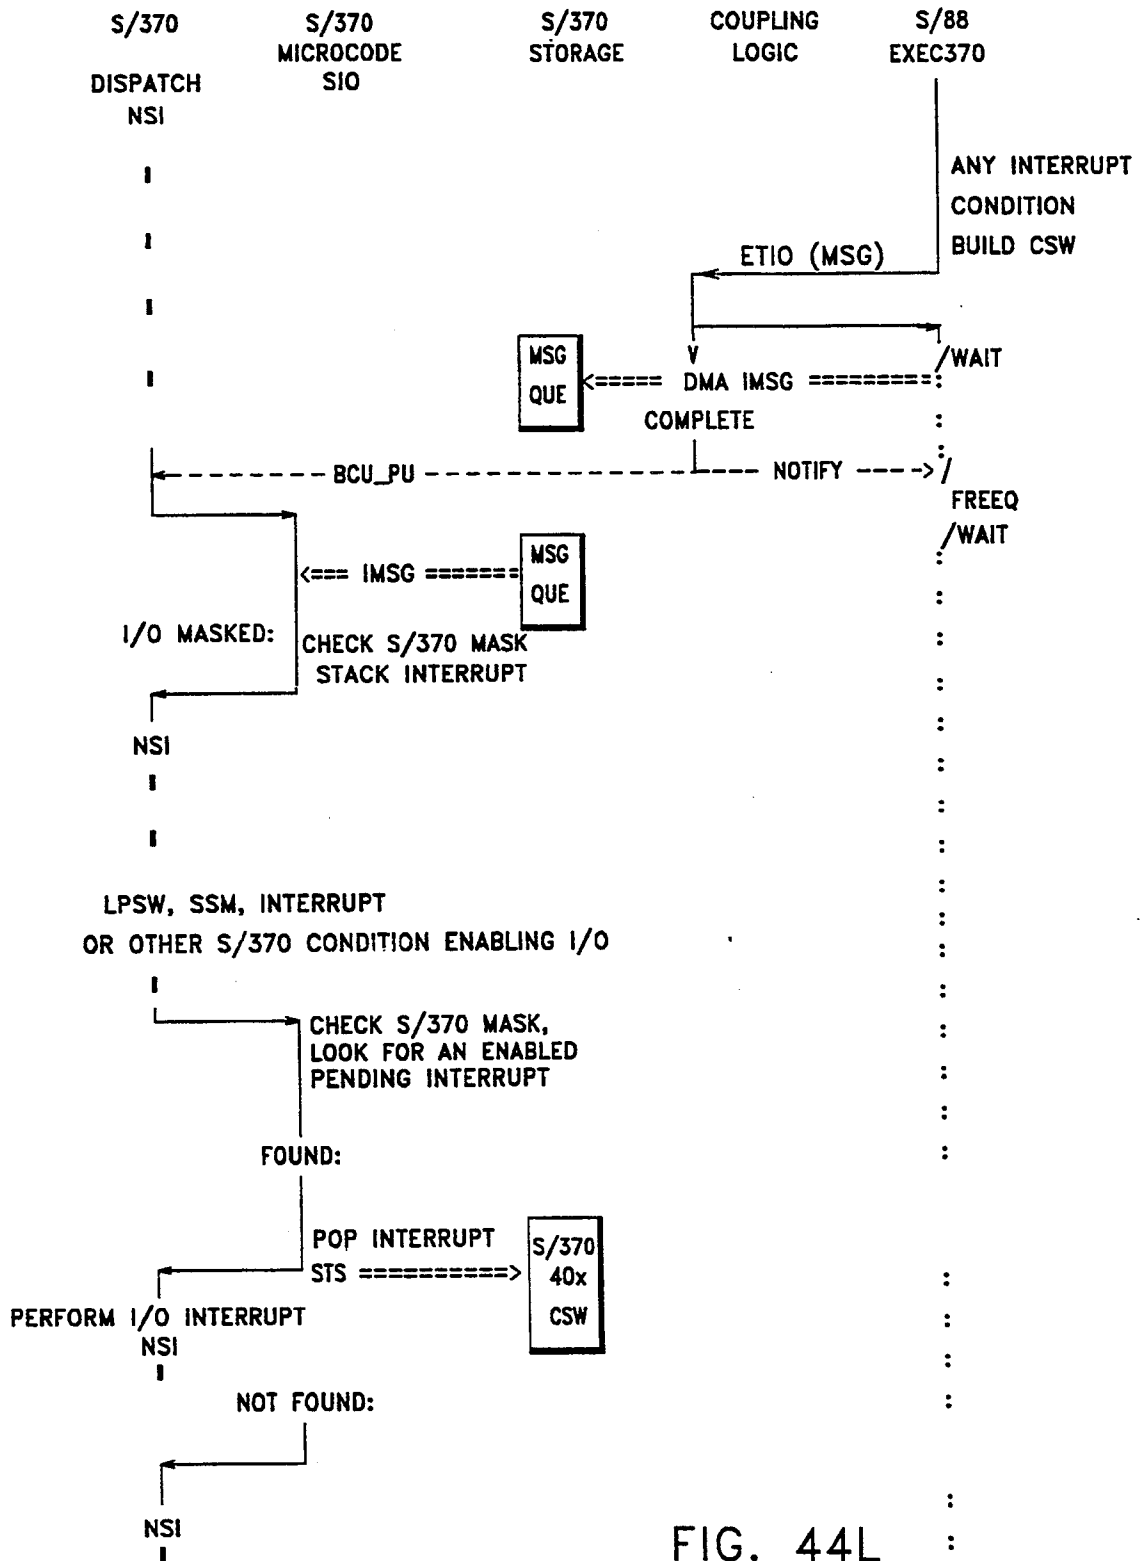 S/370 S/370 S/370 COUPLING S/88
MICROCODE STORAGE LOGIC EXEC370
SIO
DISPATCH
NSI
ANY INTERRUPT
CONDITION
BUILD CSW
ETIO (MSG)
MSG
QUE
/WAIT
<===== DMA IMSG ========:
COMPLETE
BCU_PU
NOTIFY
/
FREEQ
/WAIT
MSG
QUE
<=== IMSG =======
I/O MASKED:
CHECK S/370 MASK
STACK INTERRUPT
NSI
LPSW, SSM, INTERRUPT
OR OTHER S/370 CONDITION ENABLING I/O
CHECK S/370 MASK,
LOOK FOR AN ENABLED
PENDING INTERRUPT
FOUND:
POP INTERRUPT
STS ==========>
S/370
40x
CSW
PERFORM I/O INTERRUPT
NSI
NOT FOUND:
NSI
FIG. 44L